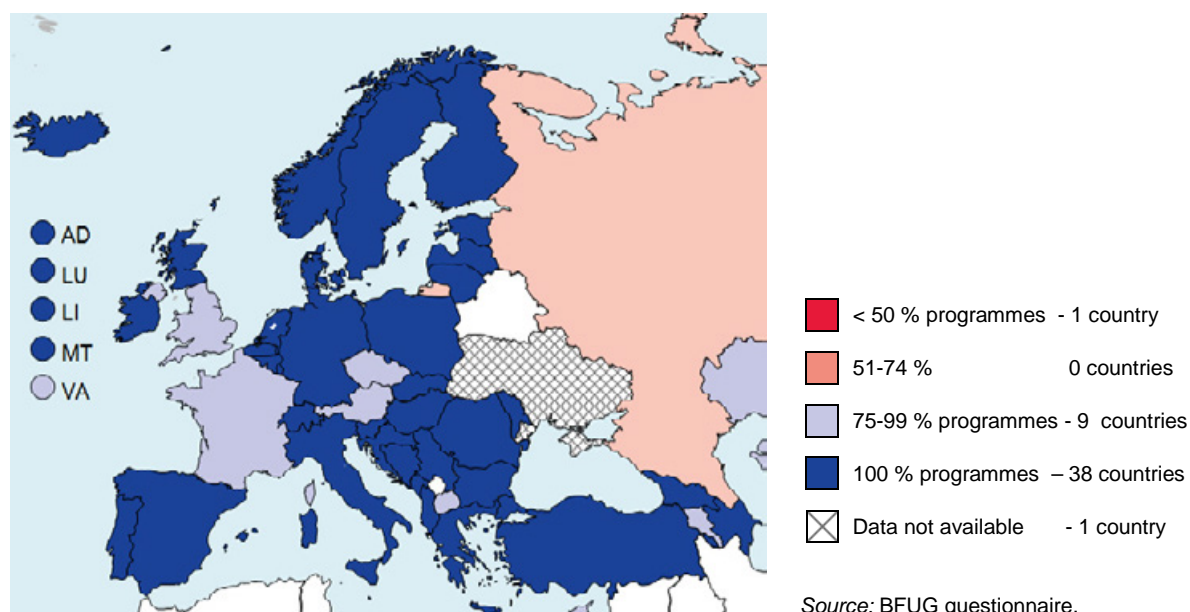 AD
LU
LI
MT
VA
< 50 % programmes - 1 country
51-74 % 0 countries
75-99 % programmes - 9 countries
100 % programmes – 38 countries
Data not available - 1 country
Source: BFUG questionnaire.